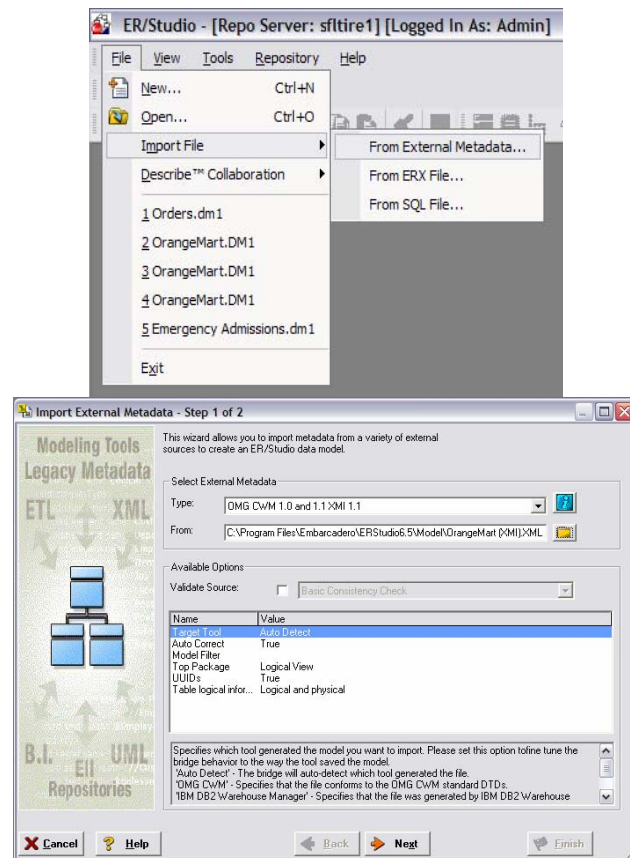 ER/Studio - [Repo Server: sfltire1] [Logged In As: Admin]
File View Tools Repository Help
New... Ctrl+N
Open... Ctrl+O
Import File
From External Metadata...
Describe™ Collaboration
From ERX File...
From SQL File...
1 Orders.dm1
2 OrangeMart.DM1
3 OrangeMart.DM1
4 OrangeMart.DM1
5 Emergency Admissions.dm1
Exit
Import External Metadata - Step 1 of 2
Modeling Tools
Legacy Metadata
ETL XML
B.I. UML
EII
Repositories
This wizard allows you to import metadata from a variety of external
sources to create an ER/Studio data model.
Select External Metadata
Type: OMG CWM 1.0 and 1.1 XMI 1.1
From: C:\Program Files\Embarcadero\ERStudio6.5\Model\OrangeMart (XMI).XML
Available Options
Validate Source: Basic Consistency Check
Name Value
Target Tool Auto Detect
Auto Correct True
Model Filter
Top Package Logical View
UUIDs True
Table logical infor... Logical and physical
Specifies which tool generated the model you want to import. Please set this option tofine tune the
bridge behavior to the way the tool saved the model.
'Auto Detect' - The bridge will auto-detect which tool generated the file.
'OMG CWM' - Specifies that the file conforms to the OMG CWM standard DTDs.
'IBM DB2 Warehouse Manager' - Specifies that the file was generated by IBM DB2 Warehouse
Cancel Help Back Next Finish